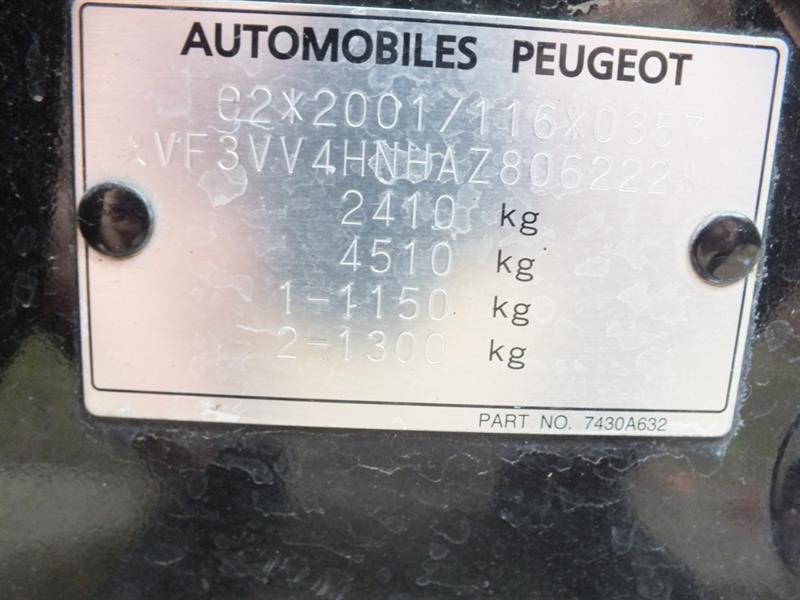 AUTOMOBILES PEUGEOT
C2*2001/116*0357
*VF3VV4HNHAZ806222*
2410 kg
4510 kg
1-1150 kg
2-1300 kg
PART NO. 7430A632